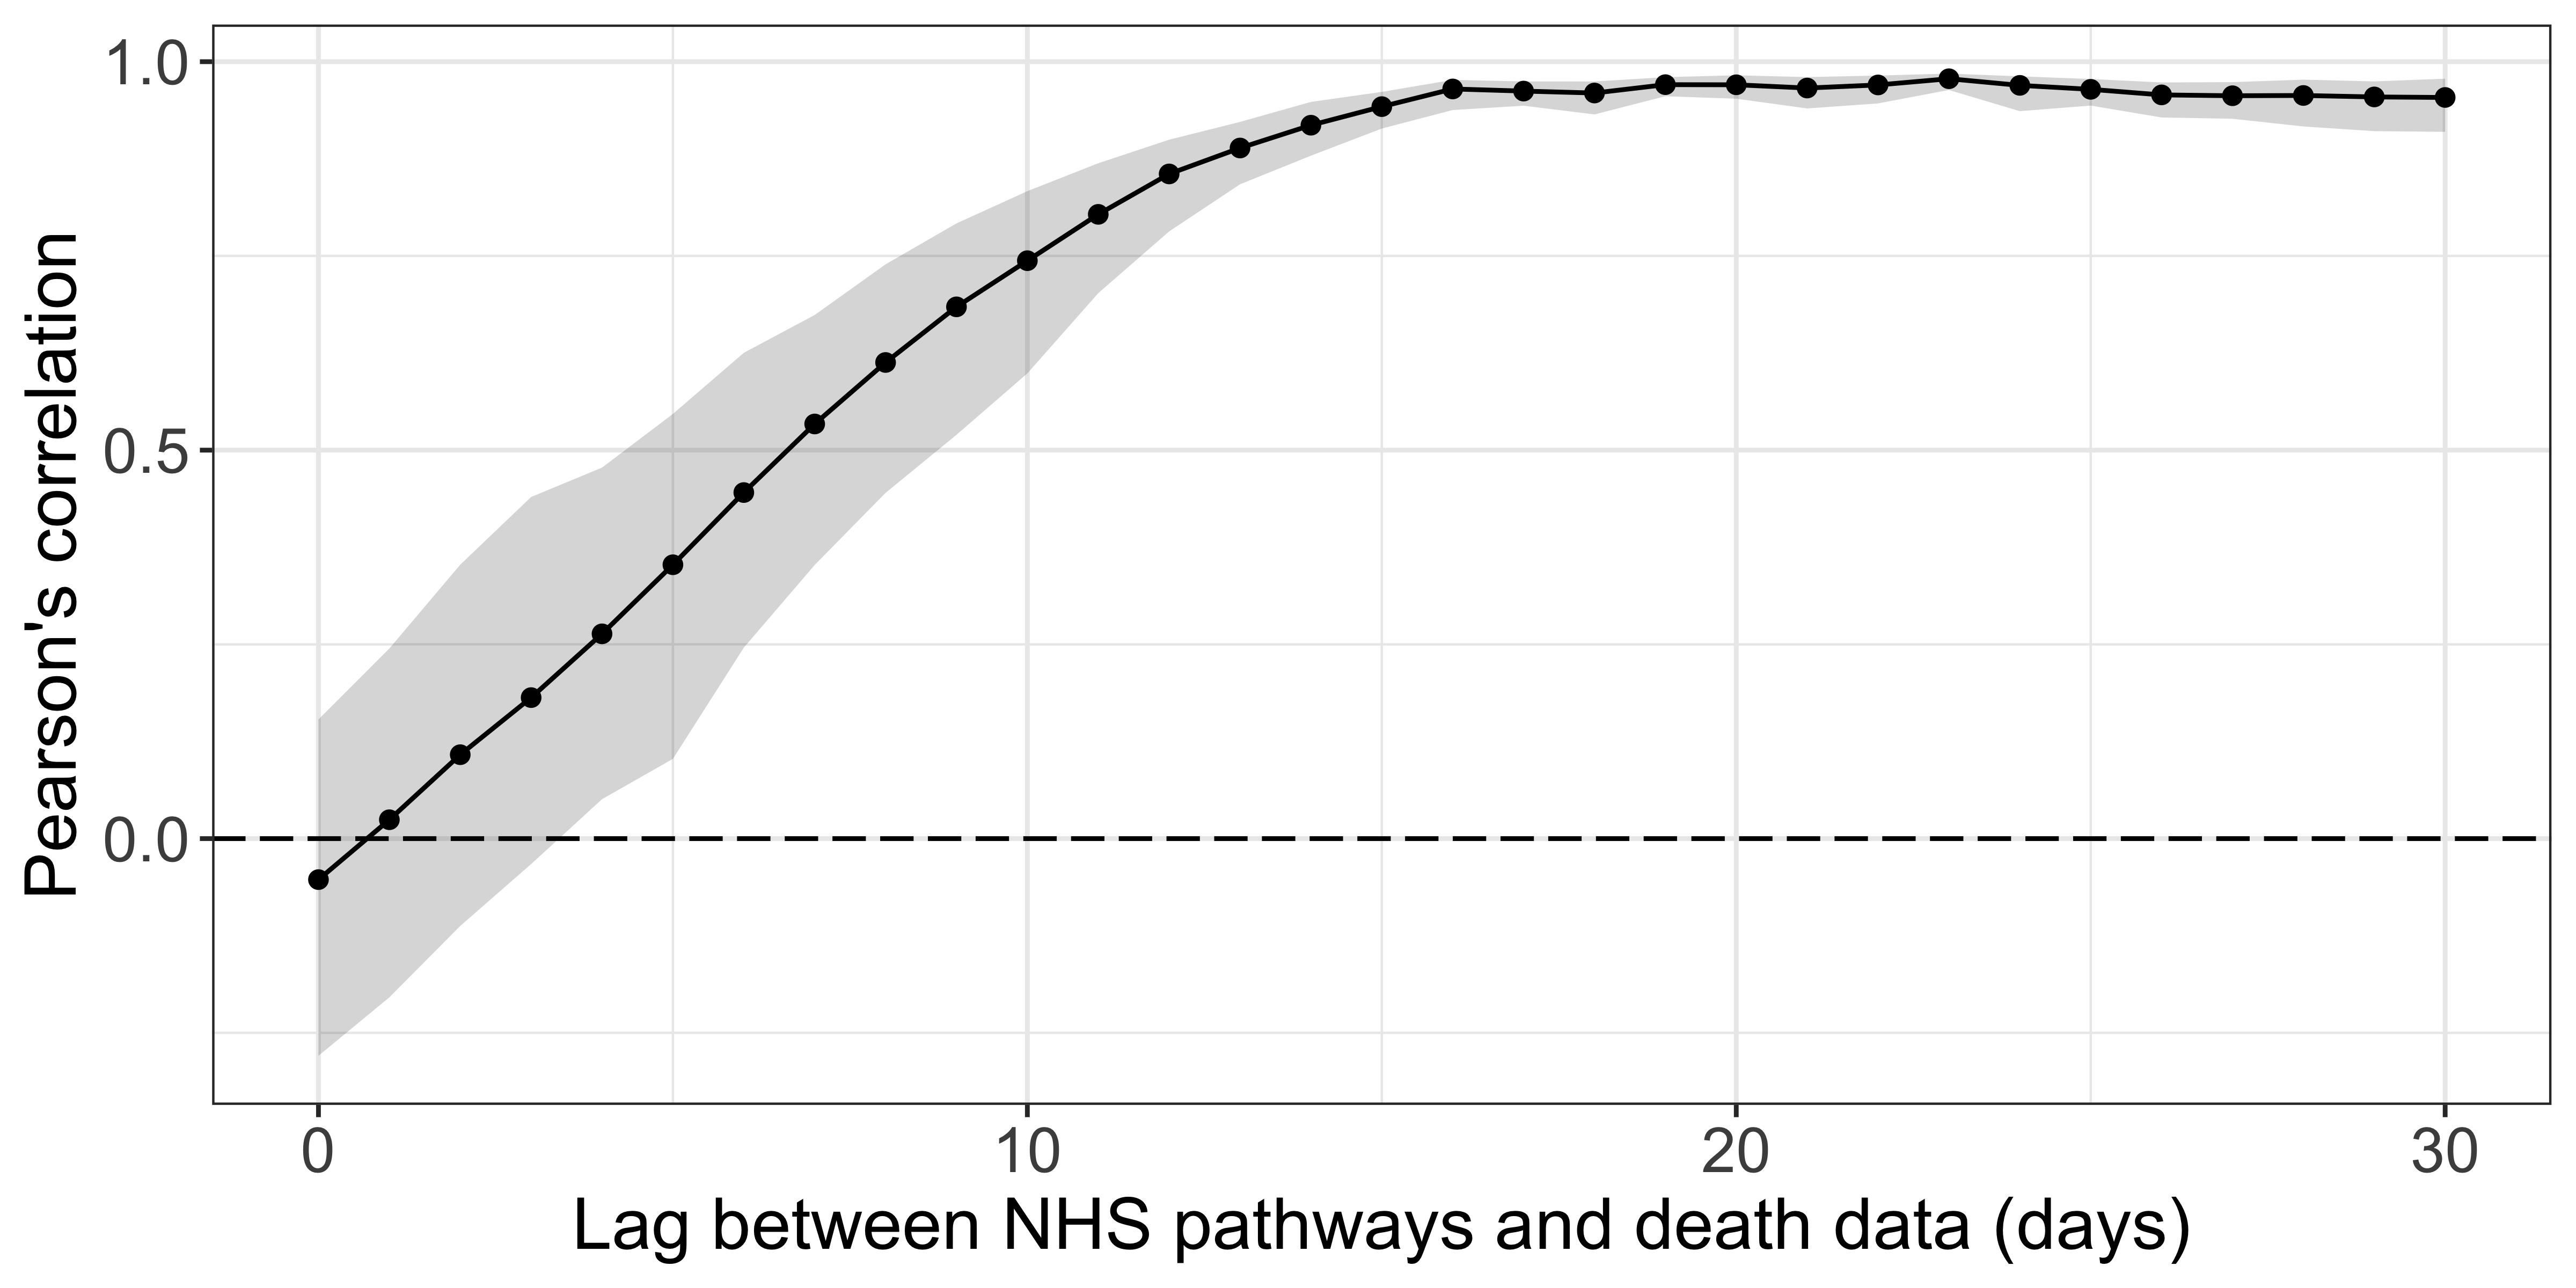 Pearson's correlation
1.0
0.5
0.0
0 10 20 30
Lag between NHS pathways and death data (days)